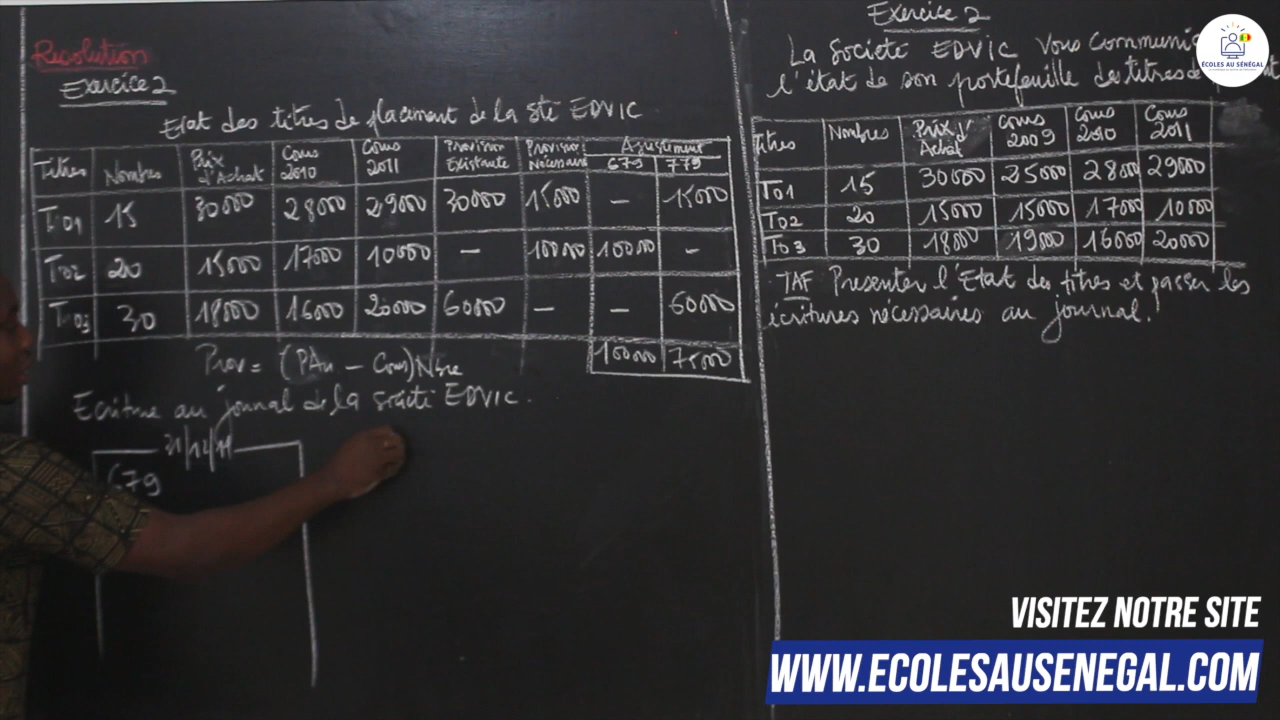 Resolution
Exercice 2
Etat des titres de placement de la sté EDVIC
Titres Nombres Prix d'Achat Cours 2010 Cours 2011 Provision Existante Provision Nécessaire Ajustement 679 779
T01 15 30000 28000 29000 30000 15000 — 15000
T02 20 15000 17000 10000 — 100000 100000 —
T03 30 18000 16000 20000 60000 — — 60000
100000 75000
Prov = (PAu - Cours) Nbre
Ecriture au journal de la société EDVIC.
31/12/11
679
Exercice 2
La Société EDVIC Vous Communi
l'état de son portefeuille des titres de
Titres Nombres Prix d'Achat Cours 2009 Cours 2010 Cours 2011
T01 15 30000 25000 28000 29000
T02 20 15000 15000 17000 10000
T03 30 18000 19000 16000 20000
TAF Presenter l'Etat des titres et passer les
écritures nécessaires au journal.
ÉCOLES AU SÉNÉGAL
VISITEZ NOTRE SITE
WWW.ECOLESAUSENEGAL.COM